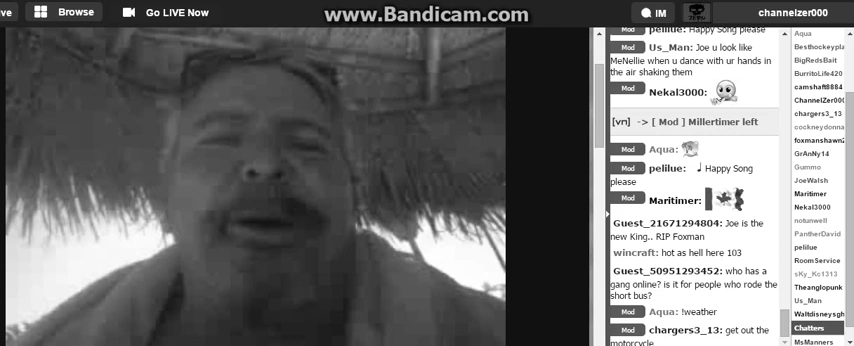 ve
Browse
Go LIVE Now
www.Bandicam.com
IM
channelzer000
Mod pelilue: Happy Song please
Mod Us_Man: Joe u look like
MeNellie when u dance with ur hands in
the air shaking them
Mod Nekal3000:
[vn] -> [ Mod ] Millertimer left
Mod Aqua:
Mod pelilue: ♩ Happy Song
please
Mod Maritimer:
Guest_21671294804: Joe is the
new King.. RIP Foxman
wincraft: hot as hell here 103
Guest_50951293452: who has a
gang online? is it for people who rode the
short bus?
Mod Aqua: !weather
Mod chargers3_13: get out the
motorcycle
Aqua
Besthockeypla
BigRedsBait
BurritoLife420
camshaft8884
ChannelZer000
chargers3_13
cockneydonna
foxmanshawn2
GrAnNy14
Gummo
JoeWalsh
Maritimer
Nekal3000
notunwell
PantherDavid
pelilue
RoomService
sKy_Kc1313
Theanglopunk
Us_Man
Waltdisneysgh
Chatters
MsManners